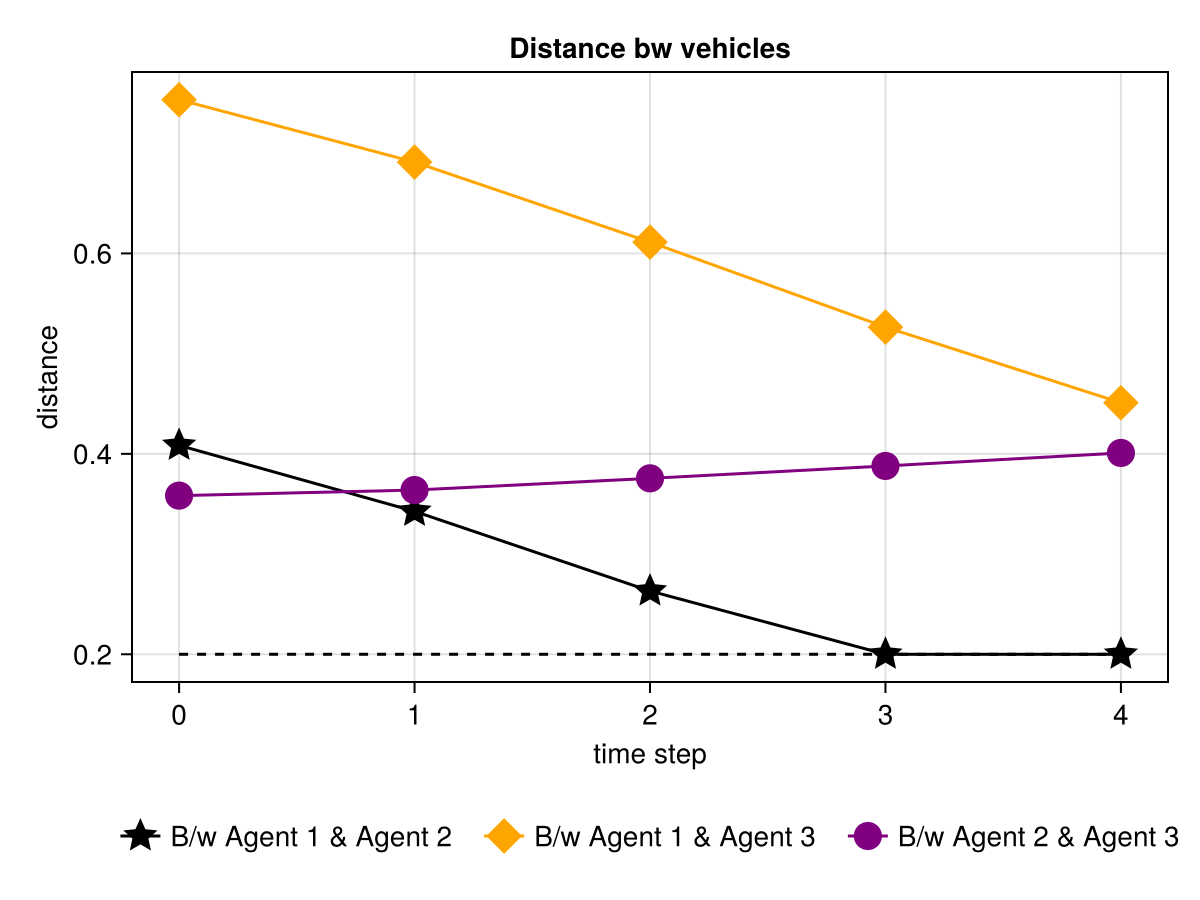 Distance bw vehicles
distance
0.6
0.4
0.2
0 1 2 3 4
time step
B/w Agent 1 & Agent 2 B/w Agent 1 & Agent 3 B/w Agent 2 & Agent 3